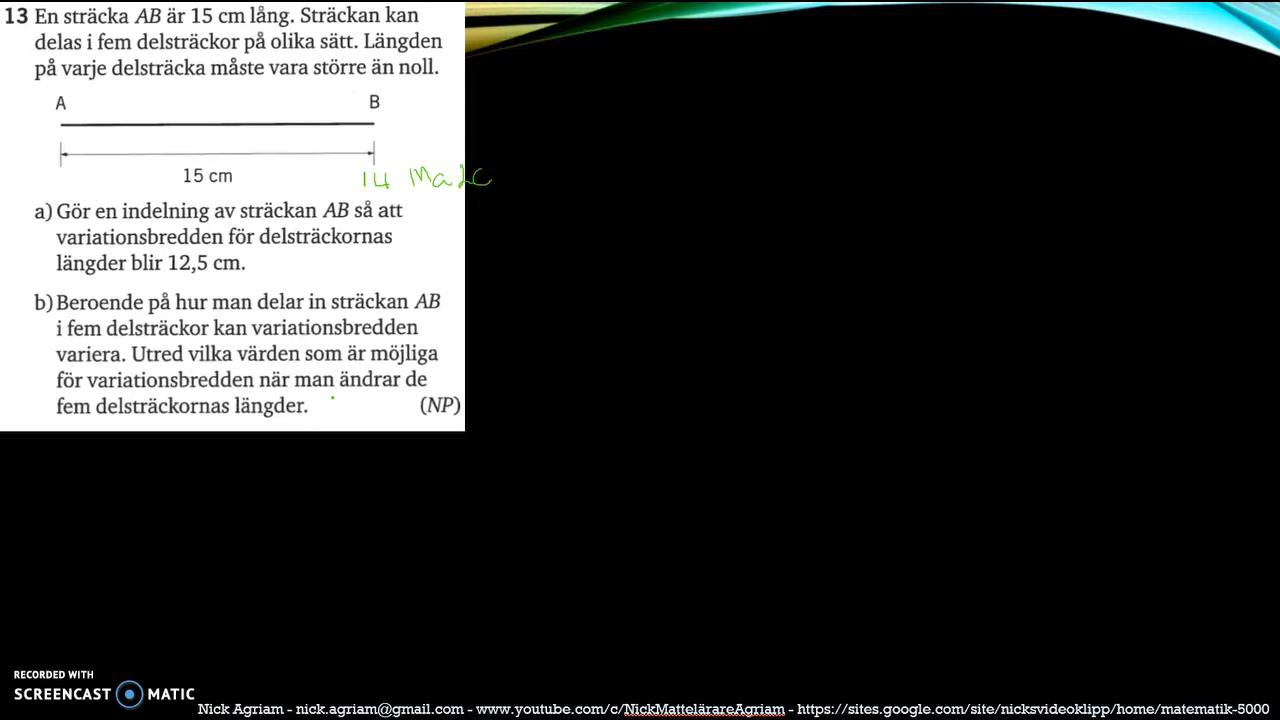 13 En sträcka AB är 15 cm lång. Sträckan kan
delas i fem delsträckor på olika sätt. Längden
på varje delsträcka måste vara större än noll.
A B
15 cm
14 Ma2c
a) Gör en indelning av sträckan AB så att
variationsbredden för delsträckornas
längder blir 12,5 cm.
b) Beroende på hur man delar in sträckan AB
i fem delsträckor kan variationsbredden
variera. Utred vilka värden som är möjliga
för variationsbredden när man ändrar de
fem delsträckornas längder. (NP)
RECORDED WITH
SCREENCAST MATIC
Nick Agriam - nick.agriam@gmail.com - www.youtube.com/c/NickMattelärareAgriam - https://sites.google.com/site/nicksvideoklipp/home/matematik-5000